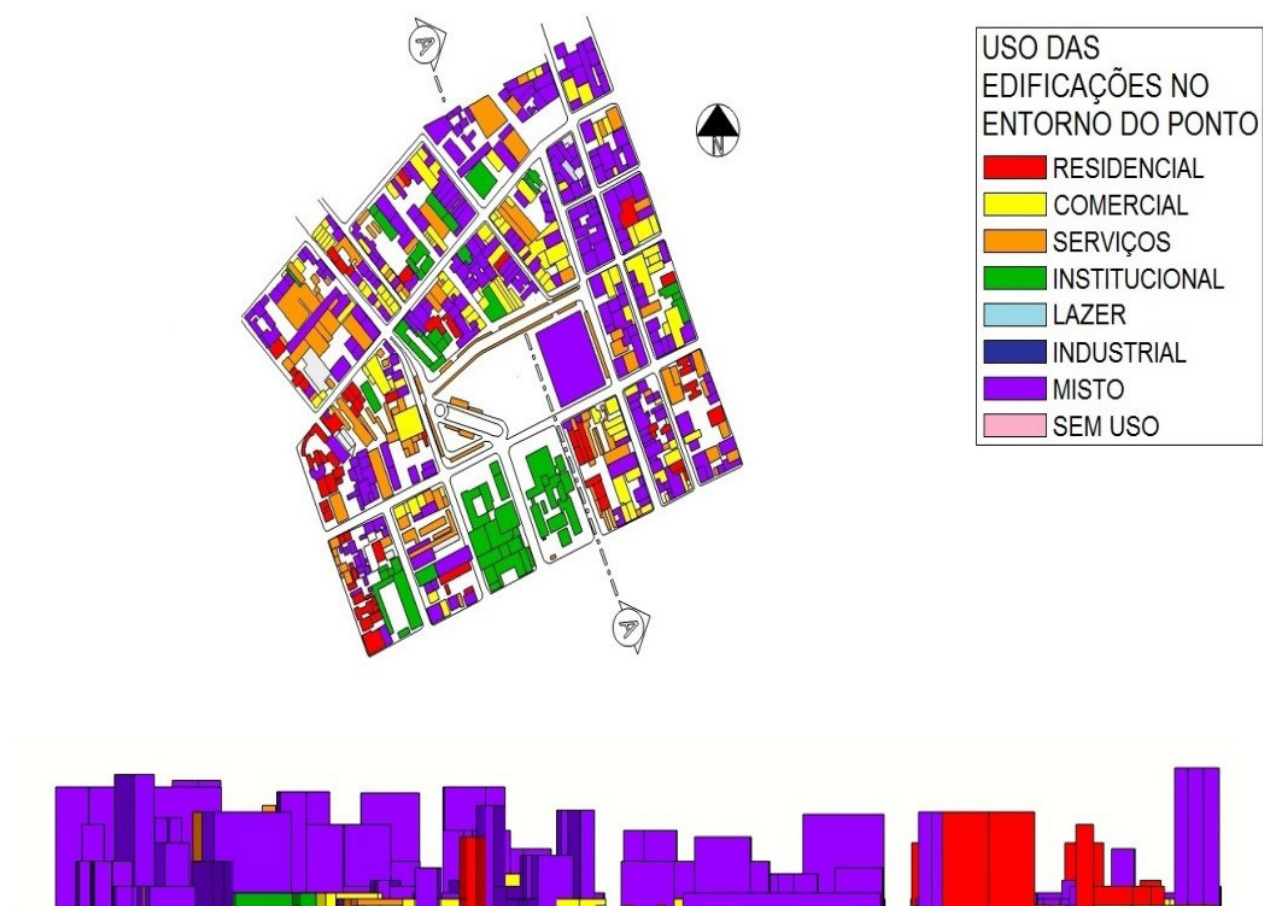 A
N
USO DAS
EDIFICAÇÕES NO
ENTORNO DO PONTO
RESIDENCIAL
COMERCIAL
SERVIÇOS
INSTITUCIONAL
LAZER
INDUSTRIAL
MISTO
SEM USO
A